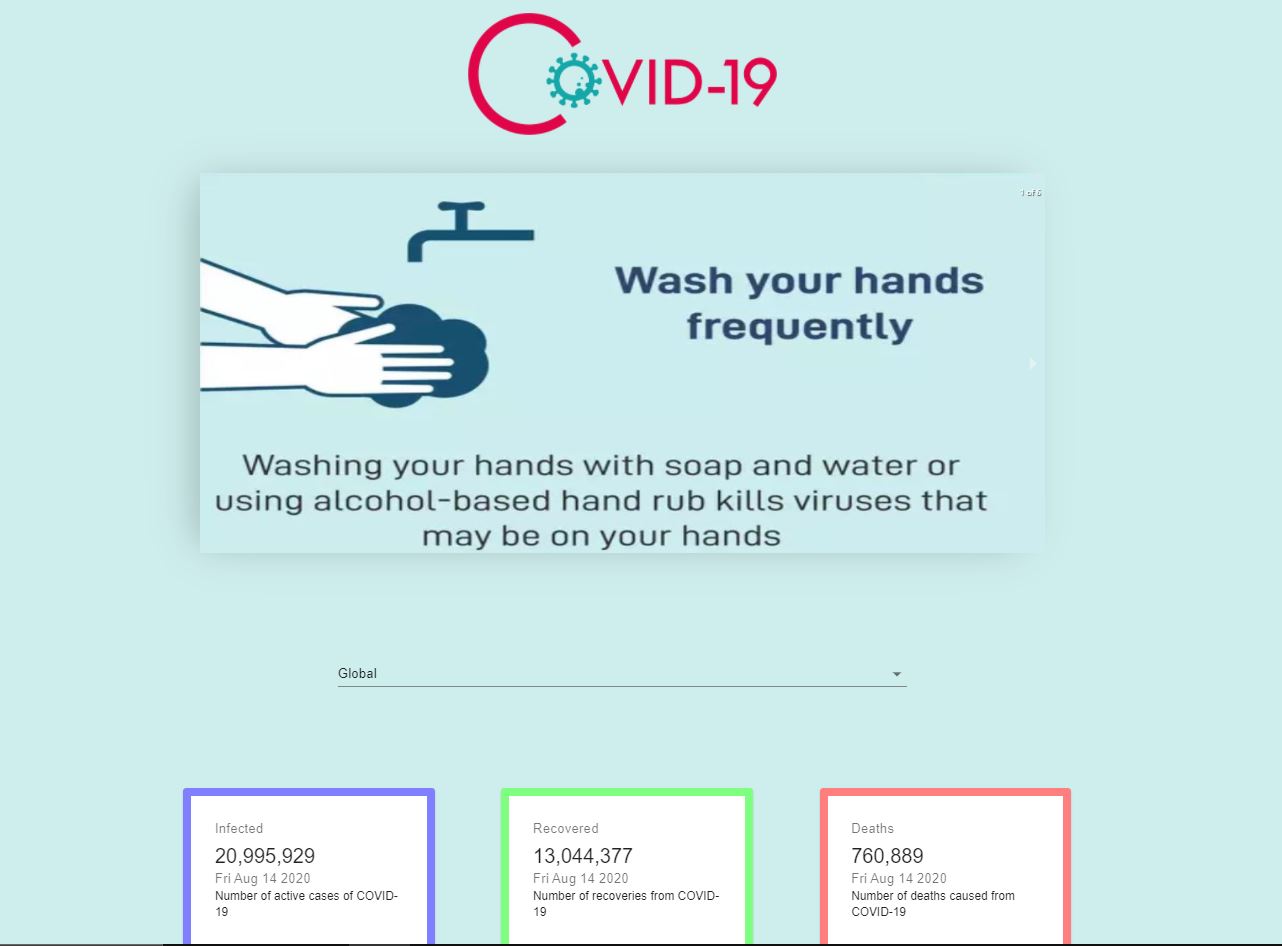 COVID-19
1 of 6
Wash your hands
frequently
Washing your hands with soap and water or
using alcohol-based hand rub kills viruses that
may be on your hands
Global
Infected
20,995,929
Fri Aug 14 2020
Number of active cases of COVID-
19
Recovered
13,044,377
Fri Aug 14 2020
Number of recoveries from COVID-
19
Deaths
760,889
Fri Aug 14 2020
Number of deaths caused from
COVID-19